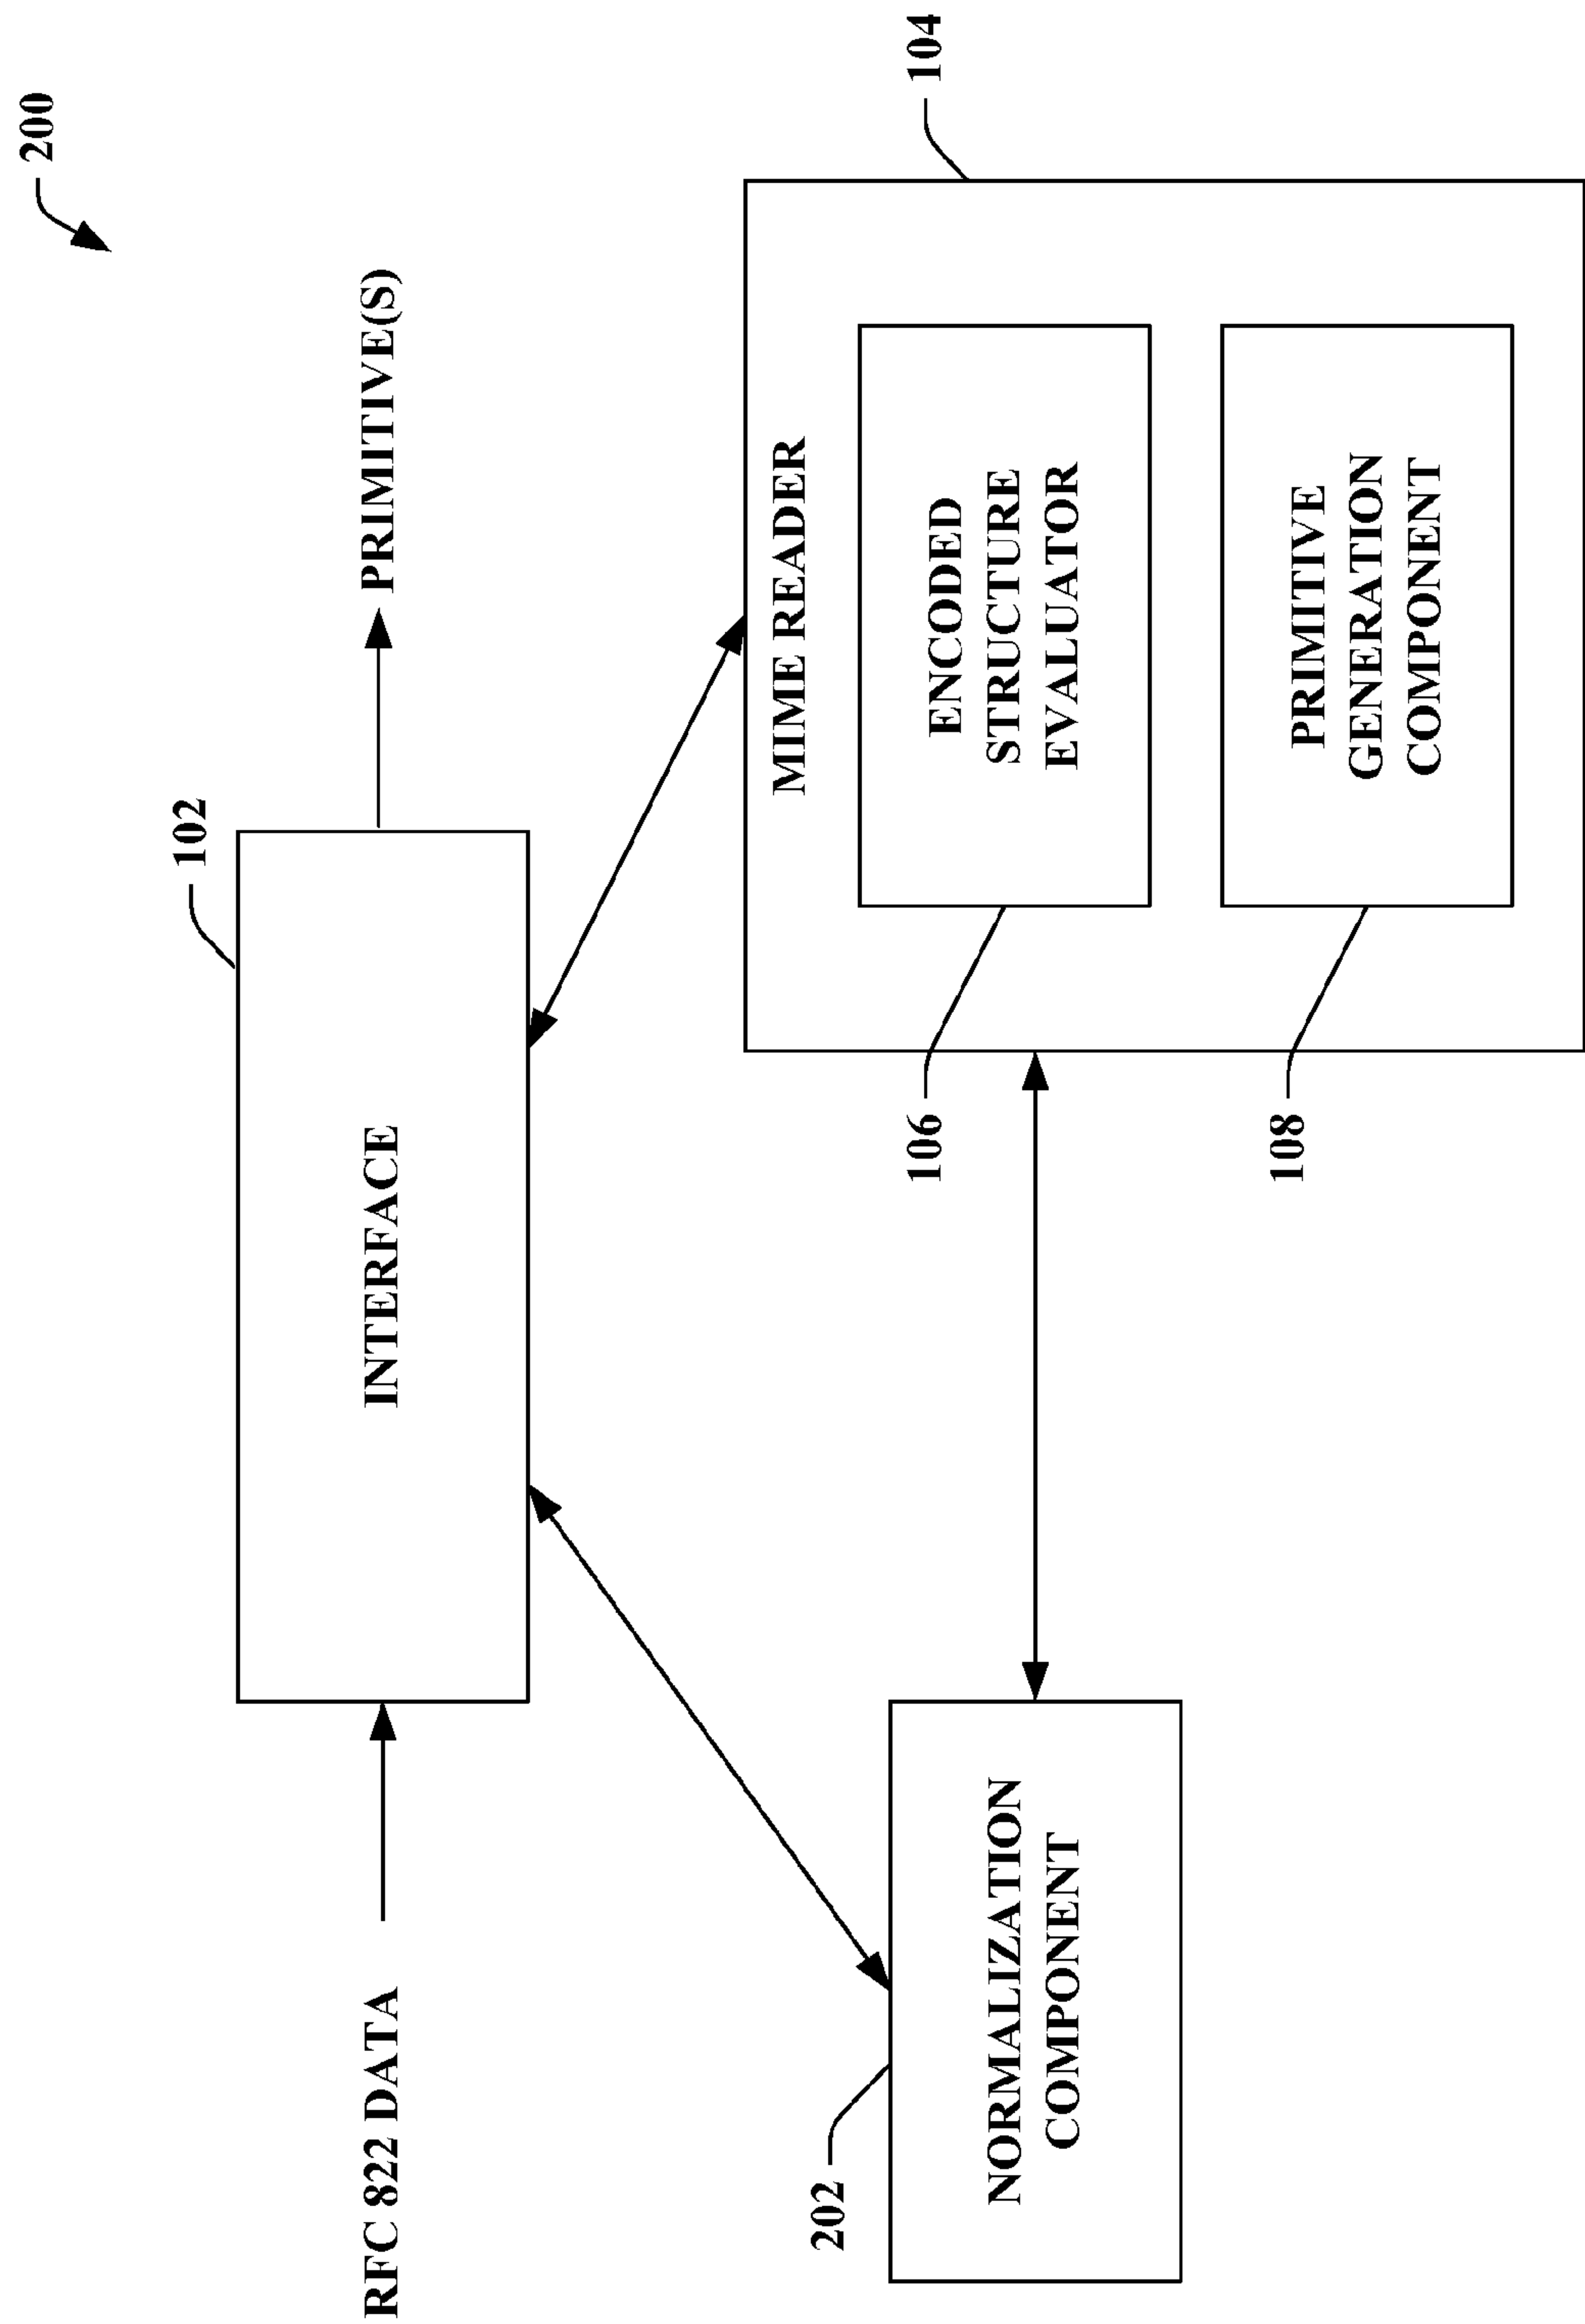 200
RFC 822 DATA
INTERFACE
102
PRIMITIVE(S)
202
NORMALIZATION
COMPONENT
MIME READER
104
106
ENCODED
STRUCTURE
EVALUATOR
108
PRIMITIVE
GENERATION
COMPONENT